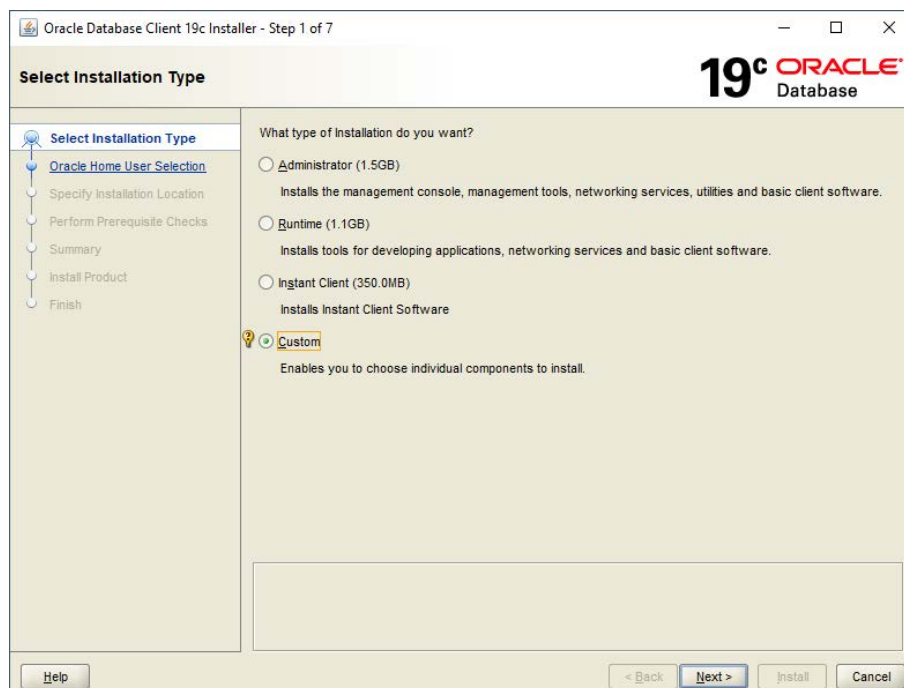 Oracle Database Client 19c Installer - Step 1 of 7
Select Installation Type
19c ORACLE
Database
Select Installation Type
Oracle Home User Selection
Specify Installation Location
Perform Prerequisite Checks
Summary
Install Product
Finish
What type of Installation do you want?
Administrator (1.5GB)
Installs the management console, management tools, networking services, utilities and basic client software.
Runtime (1.1GB)
Installs tools for developing applications, networking services and basic client software.
Instant Client (350.0MB)
Installs Instant Client Software
Custom
Enables you to choose individual components to install.
Help
< Back
Next >
Install
Cancel